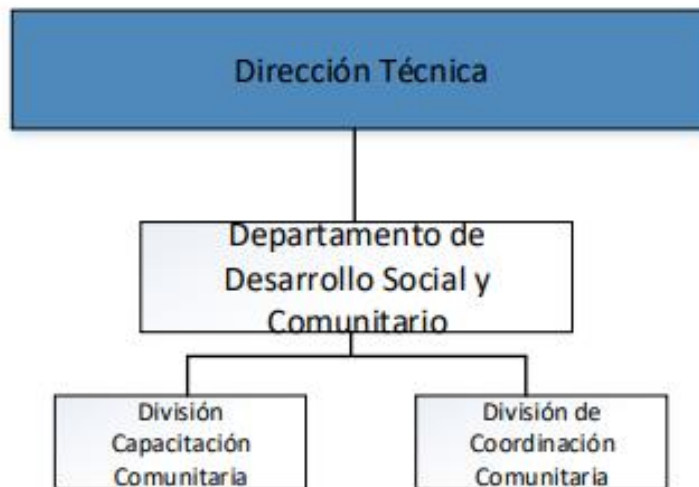 Dirección Técnica
Departamento de
Desarrollo Social y
Comunitario
División
Capacitación
Comunitaria
División de
Coordinación
Comunitaria